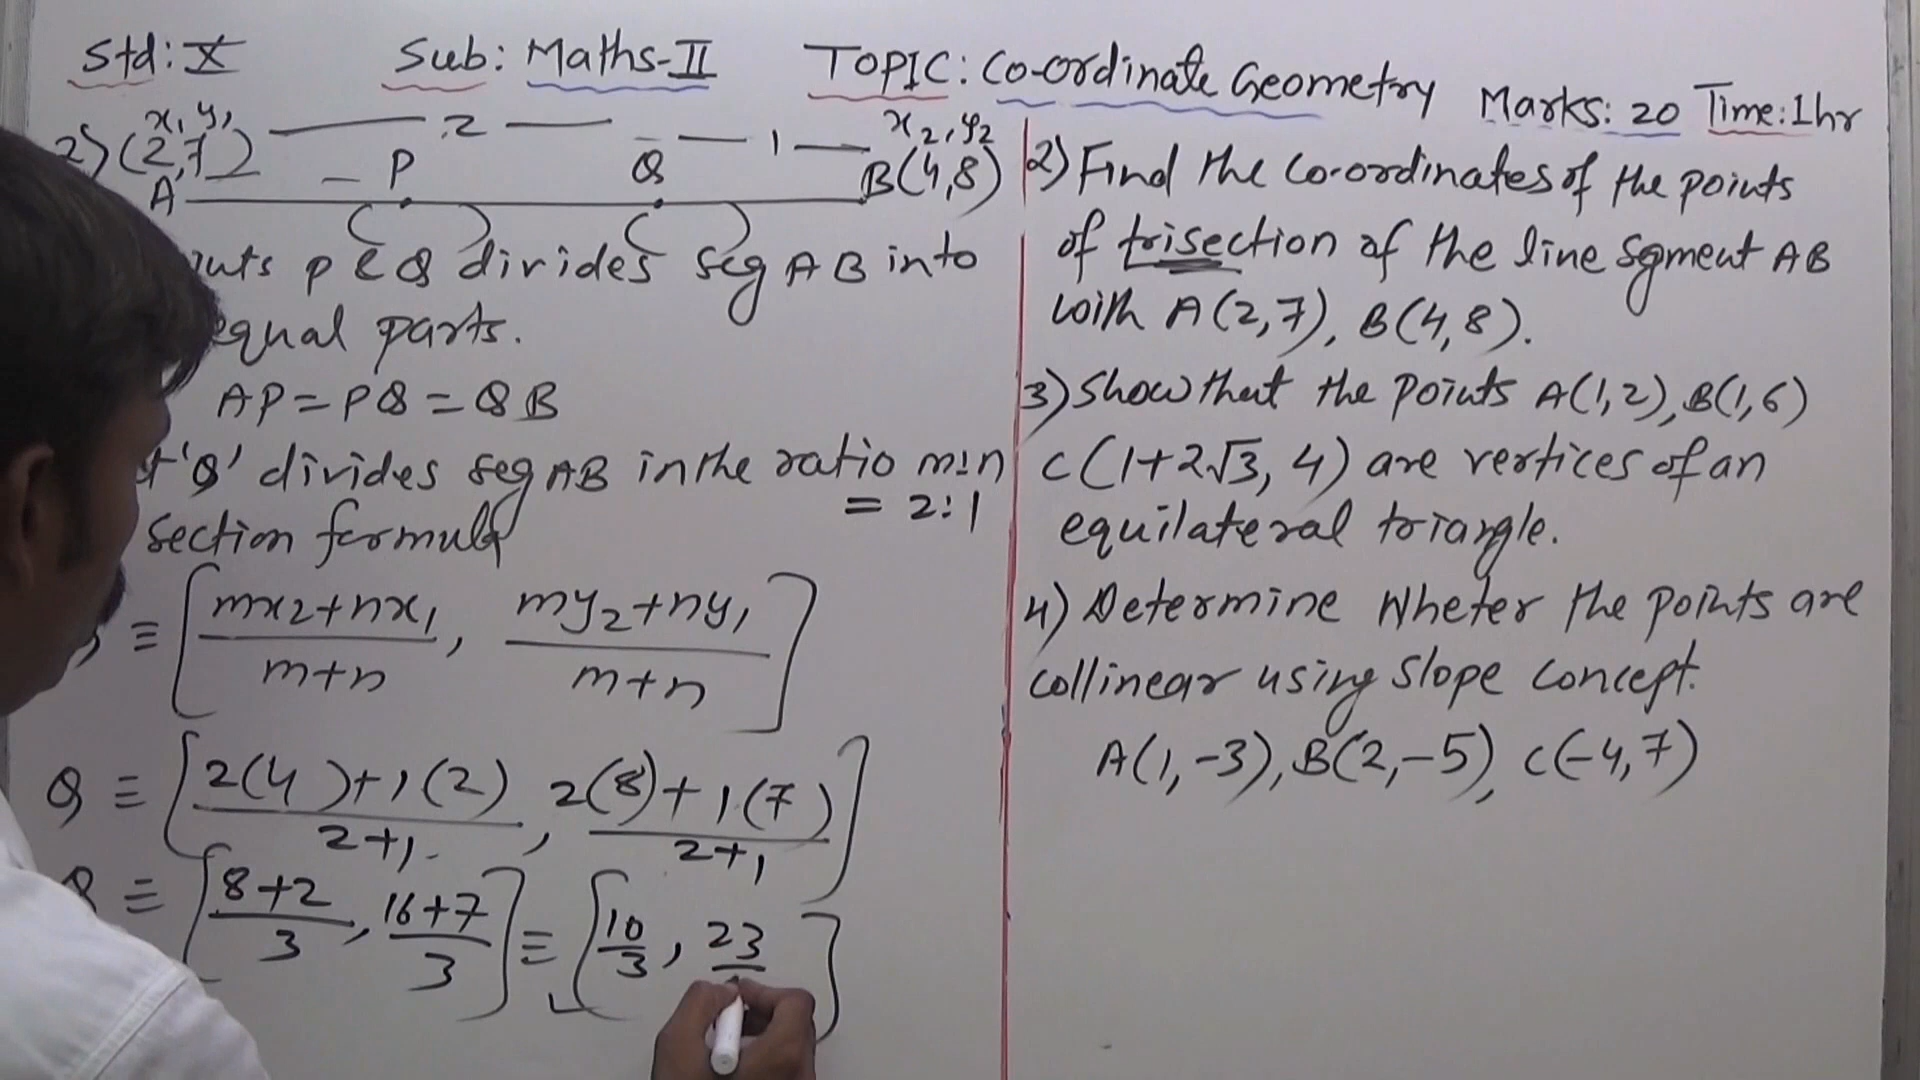 Std: X Sub: Maths-II TOPIC: Co-ordinate Geometry Marks: 20 Time: 1hr
x₁ y₁ 2 1 x₂, y₂
2) (2,7) P Q B(4,8)
A
P & Q divides seg AB into
equal parts.
AP = PQ = QB
'Q' divides seg AB in the ratio m:n
= 2:1
section formula
≡ [mx₂+nx₁/m+n, my₂+ny₁/m+n]
Q ≡ [2(4)+1(2)/2+1, 2(8)+1(7)/2+1]
Q ≡ [8+2/3, 16+7/3] ≡ [10/3, 23/
2) Find the Co-ordinates of the points
of trisection of the line Sgment AB
with A(2,7), B(4,8).
3) Show that the Points A(1,2), B(1,6)
C(1+2√3, 4) are vertices of an
equilateral triangle.
4) Determine Wheter the points are
collinear using Slope concept.
A(1,-3), B(2,-5), C(-4,7)